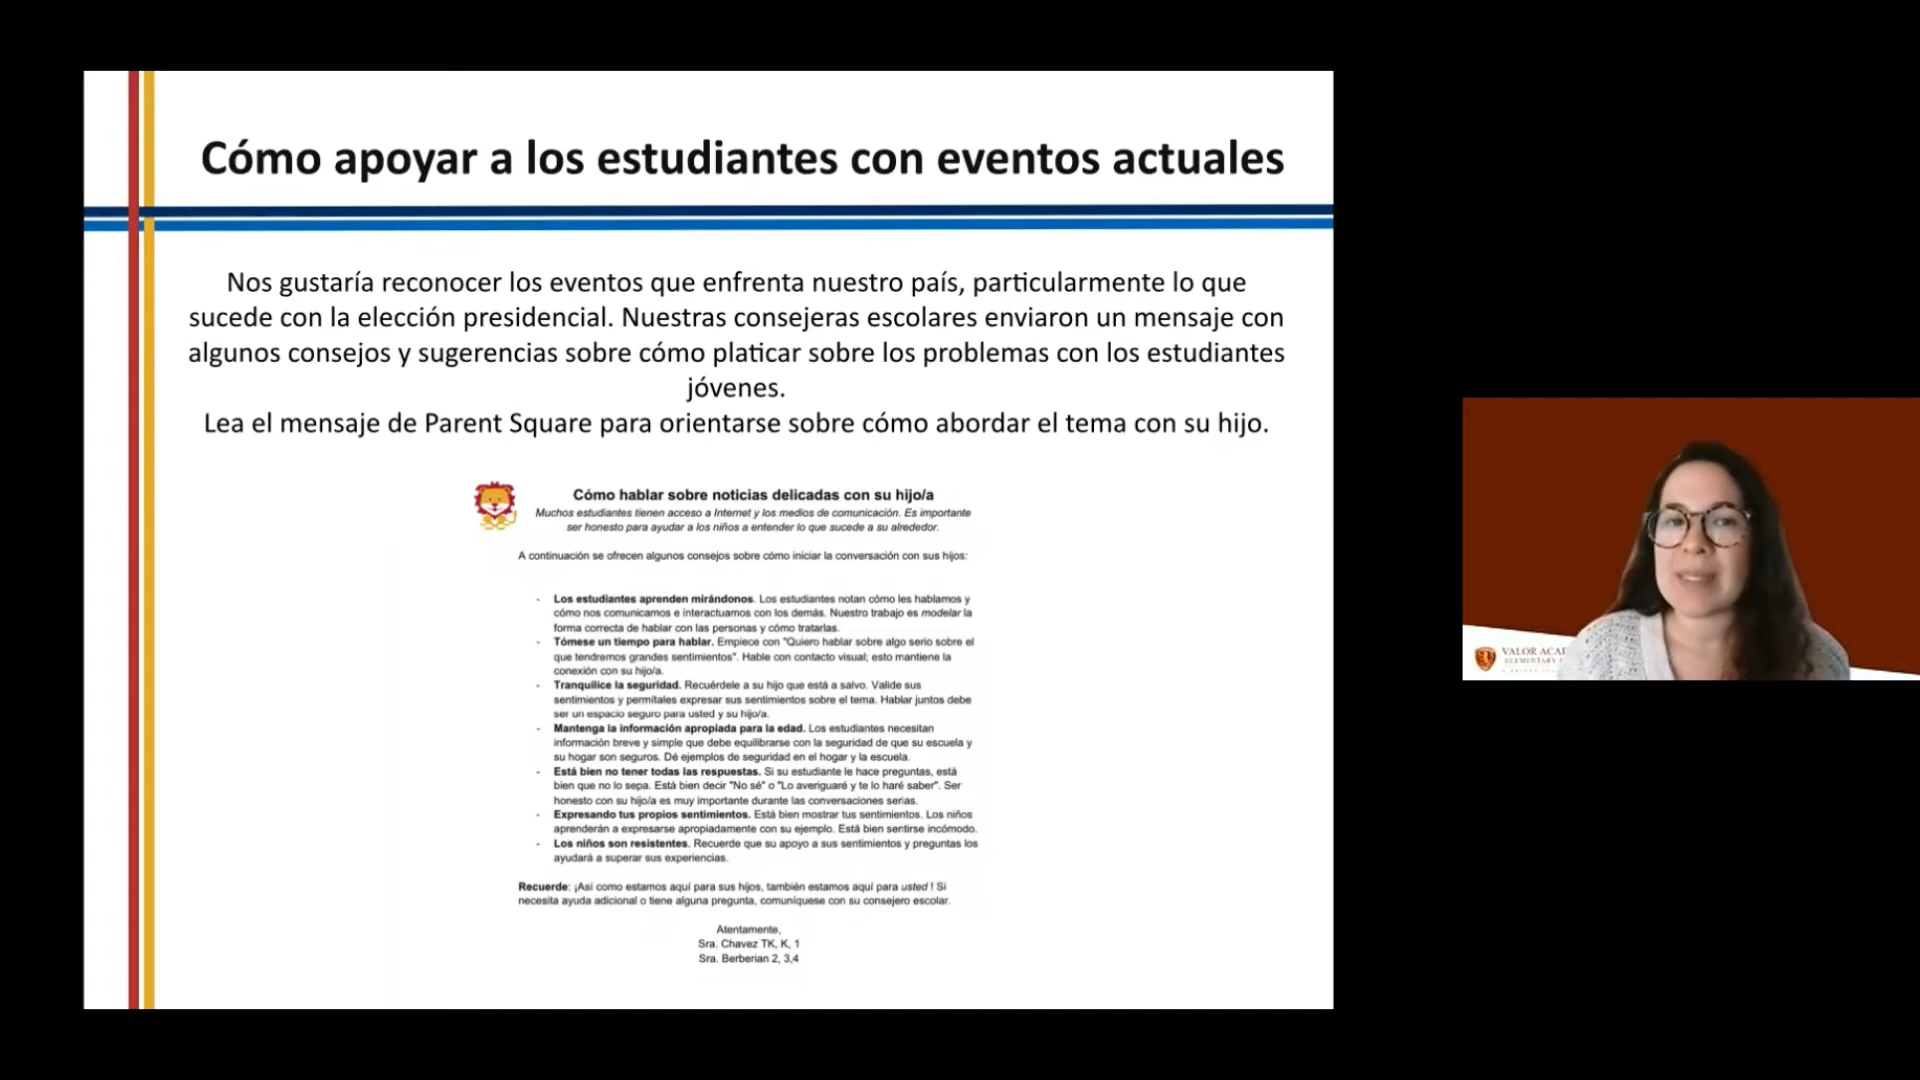 Cómo apoyar a los estudiantes con eventos actuales
Nos gustaría reconocer los eventos que enfrenta nuestro país, particularmente lo que
sucede con la elección presidencial. Nuestras consejeras escolares enviaron un mensaje con
algunos consejos y sugerencias sobre cómo platicar sobre los problemas con los estudiantes
jóvenes.
Lea el mensaje de Parent Square para orientarse sobre cómo abordar el tema con su hijo.
Cómo hablar sobre noticias delicadas con su hijo/a
Muchos estudiantes tienen acceso a Internet y los medios de comunicación. Es importante
ser honesto para ayudar a los niños a entender lo que sucede a su alrededor.
A continuación se ofrecen algunos consejos sobre cómo iniciar la conversación con sus hijos:
- Los estudiantes aprenden mirándonos. Los estudiantes notan cómo les hablamos y
cómo nos comunicamos e interactuamos con los demás. Nuestro trabajo es modelar la
forma correcta de hablar con las personas y cómo tratarlas.
- Tómese un tiempo para hablar. Empiece con "Quiero hablar sobre algo serio sobre el
que tendremos grandes sentimientos". Hable con contacto visual; esto mantiene la
conexión con su hijo/a.
- Tranquilice la seguridad. Recuérdele a su hijo que está a salvo. Valide sus
sentimientos y permítales expresar sus sentimientos sobre el tema. Hablar juntos debe
ser un espacio seguro para usted y su hijo/a.
- Mantenga la información apropiada para la edad. Los estudiantes necesitan
información breve y simple que debe equilibrarse con la seguridad de que su escuela y
su hogar son seguros. Dé ejemplos de seguridad en el hogar y la escuela.
- Está bien no tener todas las respuestas. Si su estudiante le hace preguntas, está
bien que no lo sepa. Está bien decir "No sé" o "Lo averiguaré y te lo haré saber". Ser
honesto con su hijo/a es muy importante durante las conversaciones serias.
- Expresando tus propios sentimientos. Está bien mostrar tus sentimientos. Los niños
aprenderán a expresarse apropiadamente con su ejemplo. Está bien sentirse incómodo.
- Los niños son resistentes. Recuerde que su apoyo a sus sentimientos y preguntas los
ayudará a superar sus experiencias.
Recuerde: ¡Así como estamos aquí para sus hijos, también estamos aquí para usted ! Si
necesita ayuda adicional o tiene alguna pregunta, comuníquese con su consejero escolar.
Atentamente,
Sra. Chavez TK, K, 1
Sra. Berberian 2, 3,4
VALOR ACA
ELEMENTARY